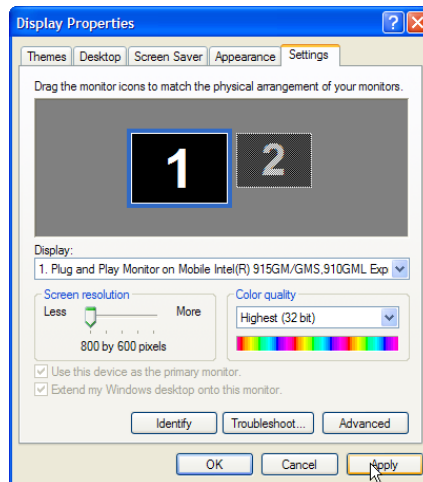 Display Properties
Themes Desktop Screen Saver Appearance Settings
Drag the monitor icons to match the physical arrangement of your monitors.
1 2
Display:
1. Plug and Play Monitor on Mobile Intel(R) 915GM/GMS,910GML Exp
Screen resolution
Less More
800 by 600 pixels
Color quality
Highest (32 bit)
Use this device as the primary monitor.
Extend my Windows desktop onto this monitor.
Identify Troubleshoot... Advanced
OK Cancel Apply